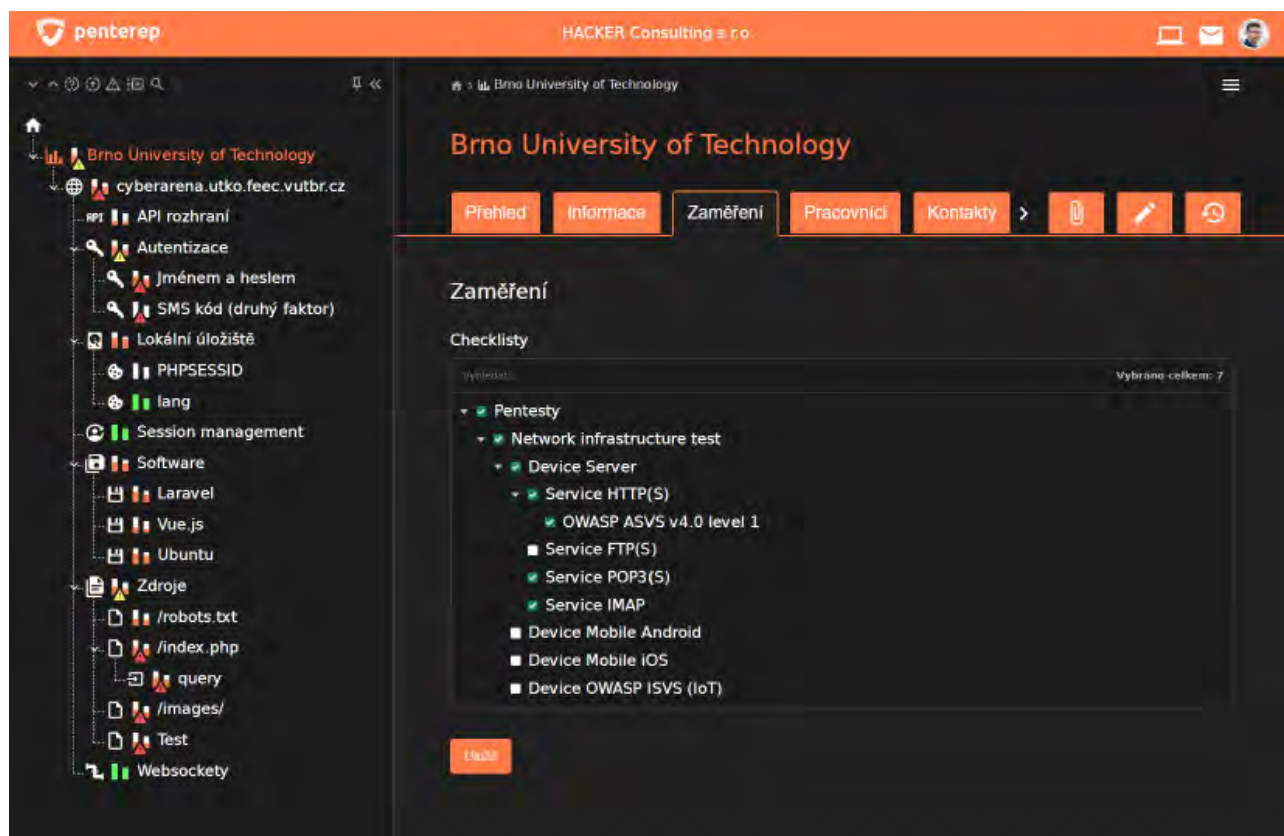 penterep
HACKER Consulting s.r.o.
Brno University of Technology
Brno University of Technology
cyberarena.utko.feec.vutbr.cz
API API rozhraní
Autentizace
Jménem a heslem
SMS kód (druhý faktor)
Lokální úložiště
PHPSESSID
lang
Session management
Software
Laravel
Vue.js
Ubuntu
Zdroje
/robots.txt
/index.php
query
/images/
Test
Websockety
Brno University of Technology
Přehled Informace Zaměření Pracovníci Kontakty
Zaměření
Checklisty
Vyhledat... Vybráno celkem: 7
Pentesty
Network infrastructure test
Device Server
Service HTTP(S)
OWASP ASVS v4.0 level 1
Service FTP(S)
Service POP3(S)
Service IMAP
Device Mobile Android
Device Mobile iOS
Device OWASP ISVS (IoT)
Uložit